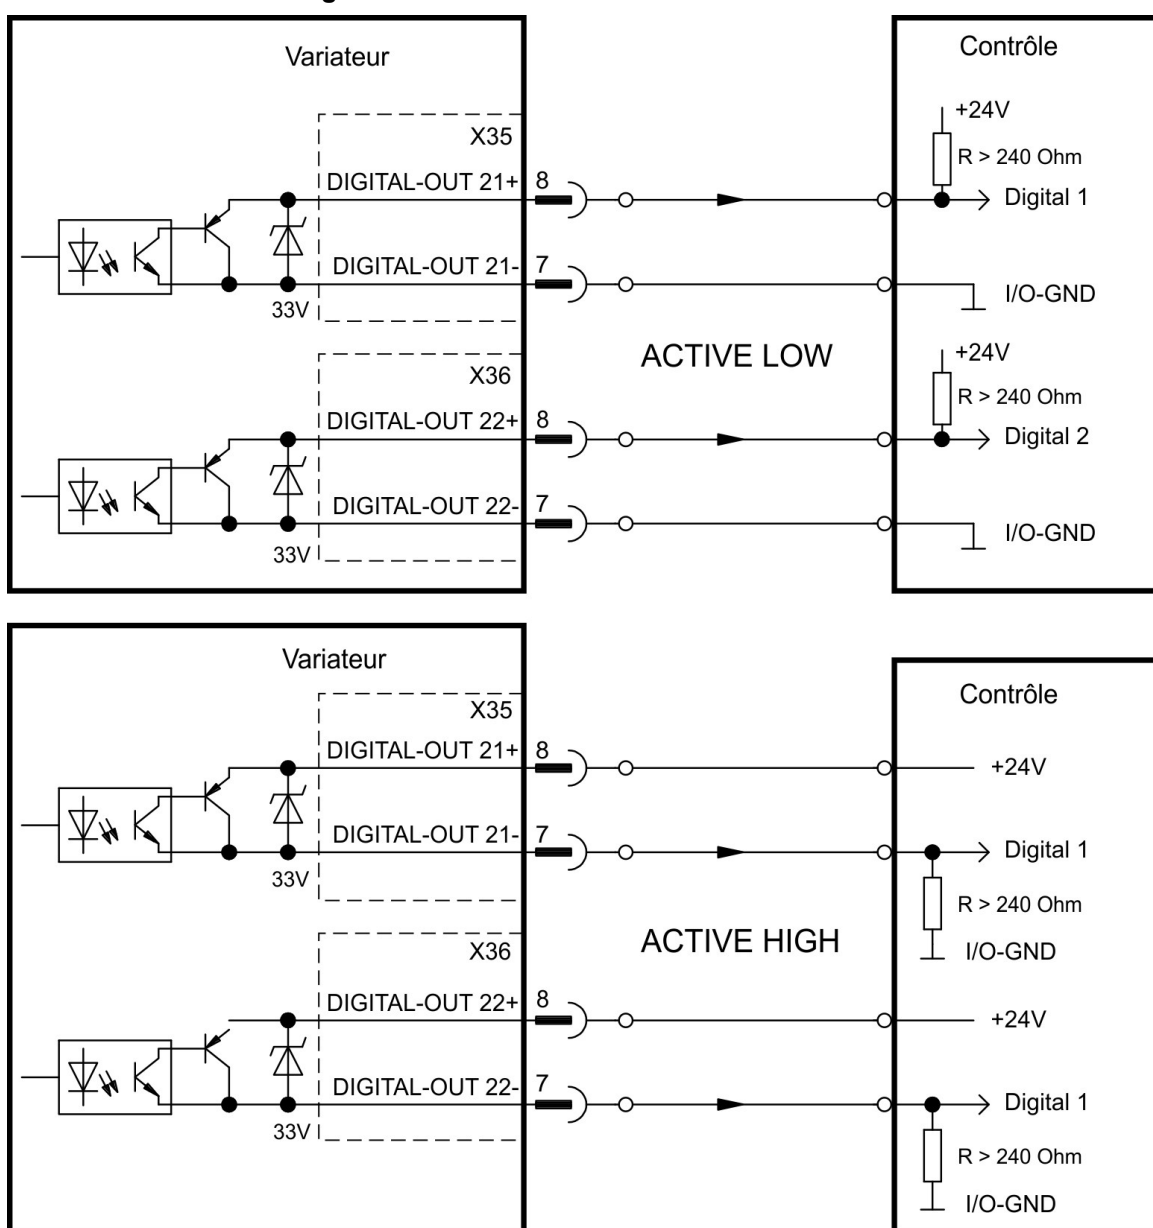 Variateur
Contrôle
X35
+24V
R > 240 Ohm
DIGITAL-OUT 21+
8
Digital 1
DIGITAL-OUT 21-
7
33V
I/O-GND
ACTIVE LOW
X36
+24V
R > 240 Ohm
DIGITAL-OUT 22+
8
Digital 2
DIGITAL-OUT 22-
7
33V
I/O-GND
Variateur
Contrôle
X35
DIGITAL-OUT 21+
8
+24V
DIGITAL-OUT 21-
7
Digital 1
33V
R > 240 Ohm
ACTIVE HIGH
X36
I/O-GND
DIGITAL-OUT 22+
8
+24V
DIGITAL-OUT 22-
7
Digital 1
33V
R > 240 Ohm
I/O-GND